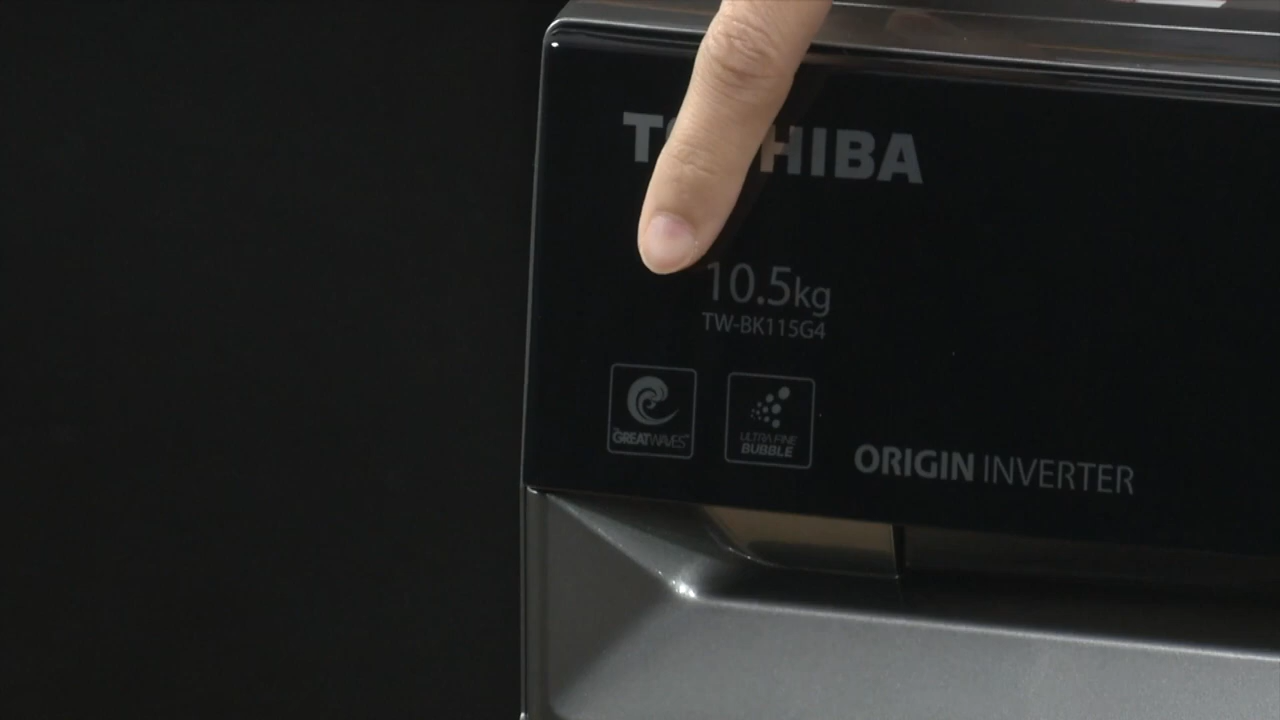 TOSHIBA
10.5kg
TW-BK115G4
GREATWAVES
ULTRA FINE
BUBBLE
ORIGIN INVERTER